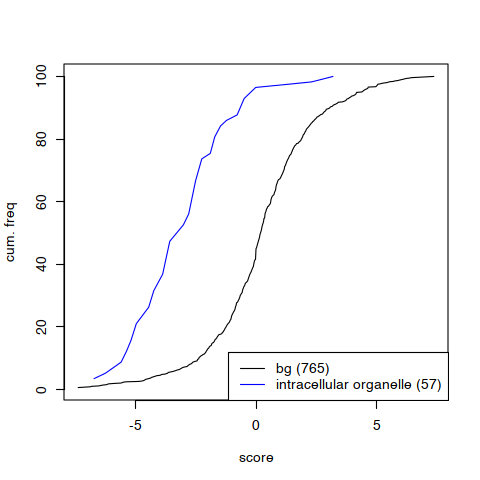 100
80
60
40
20
0
cum. freq
bg (765)
intracellular organelle (57)
-5
0
5
score